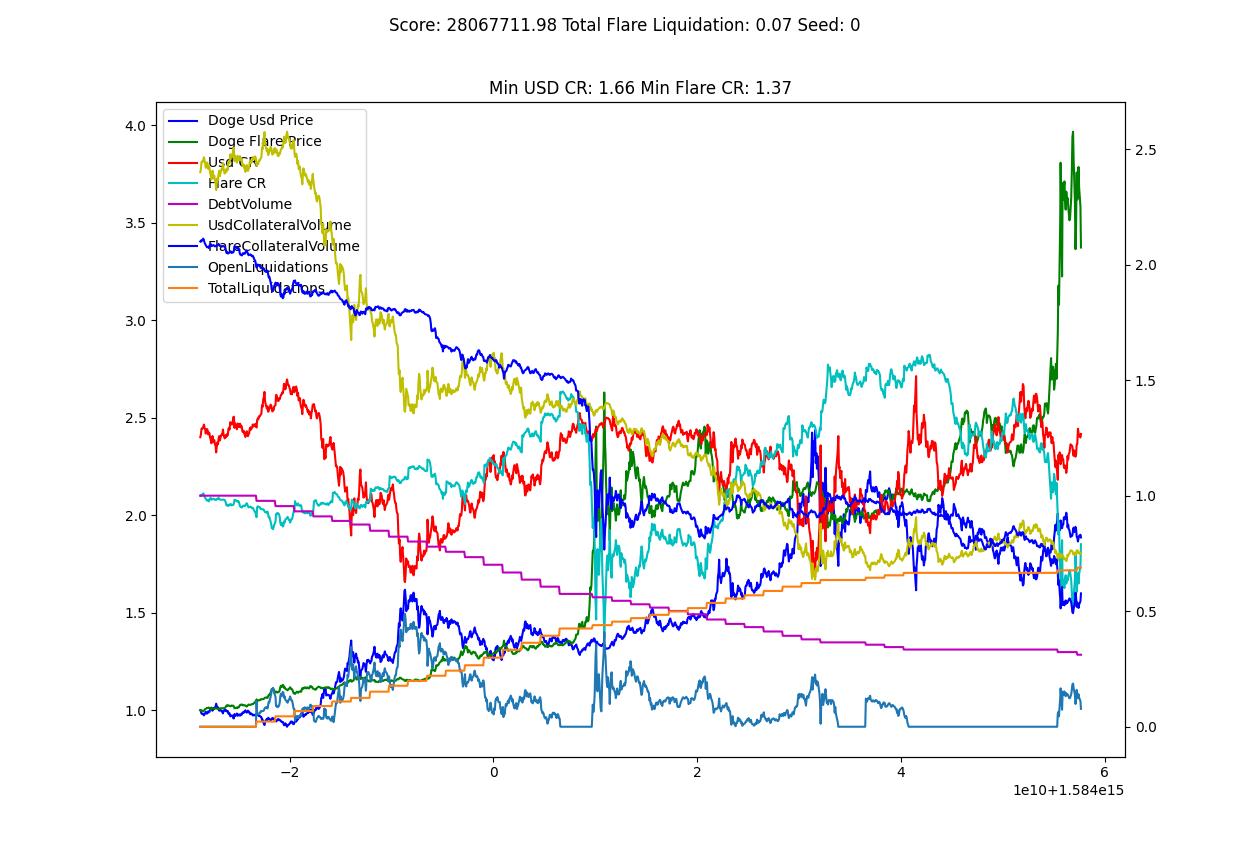 Score: 28067711.98 Total Flare Liquidation: 0.07 Seed: 0
Min USD CR: 1.66 Min Flare CR: 1.37
Doge Usd Price
Doge Flare Price
Usd CR
Flare CR
DebtVolume
UsdCollateralVolume
FlareCollateralVolume
OpenLiquidations
TotalLiquidations
4.0
3.5
3.0
2.5
2.0
1.5
1.0
2.5
2.0
1.5
1.0
0.5
0.0
−2
0
2
4
6
1e10+1.584e15